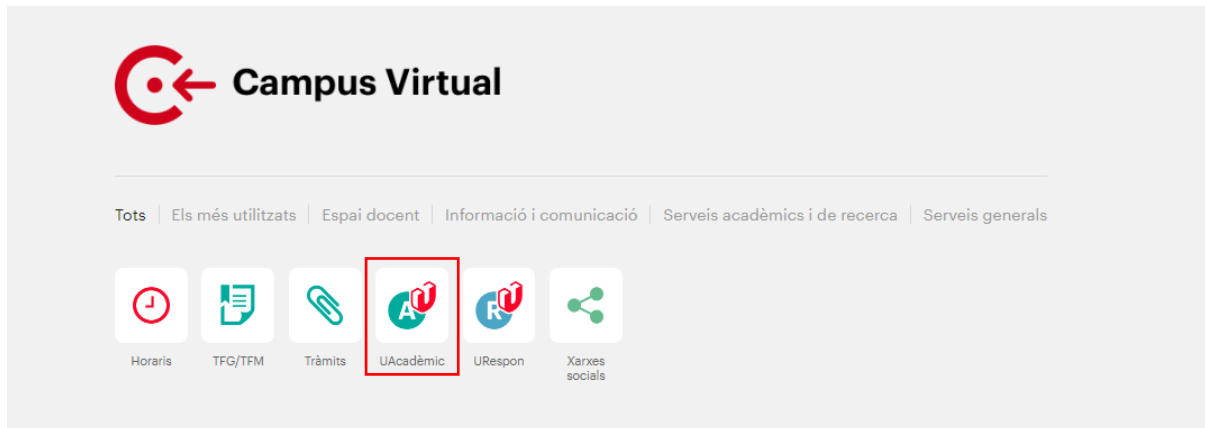 Campus Virtual
Tots Els més utilitzats Espai docent Informació i comunicació Serveis acadèmics i de recerca Serveis generals
A
R
Horaris TFG/TFM Tràmits UAcadèmic URespon Xarxes
socials